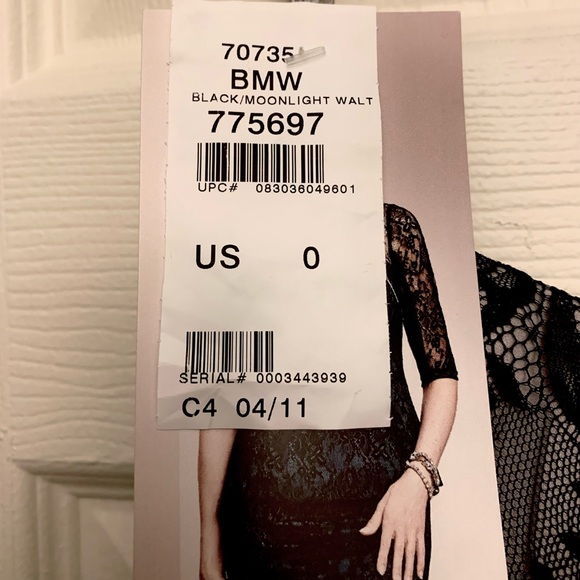 70735
BMW
BLACK/MOONLIGHT WALT
775697
UPC# 083036049601
US 0
SERIAL# 0003443939
C4 04/11